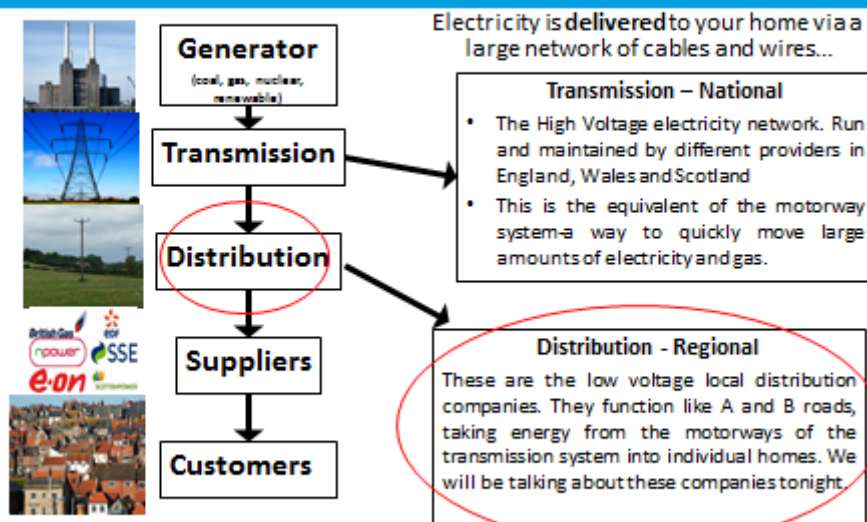 Electricity is delivered to your home via a
large network of cables and wires...
Generator
(coal, gas, nuclear,
renewable)
Transmission
Distribution
Suppliers
Customers
British Gas
edf
npower
SSE
e·on
SCOTTISHPOWER
Transmission – National
• The High Voltage electricity network. Run
and maintained by different providers in
England, Wales and Scotland
• This is the equivalent of the motorway
system-a way to quickly move large
amounts of electricity and gas.
Distribution - Regional
These are the low voltage local distribution
companies. They function like A and B roads,
taking energy from the motorways of the
transmission system into individual homes. We
will be talking about these companies tonight.